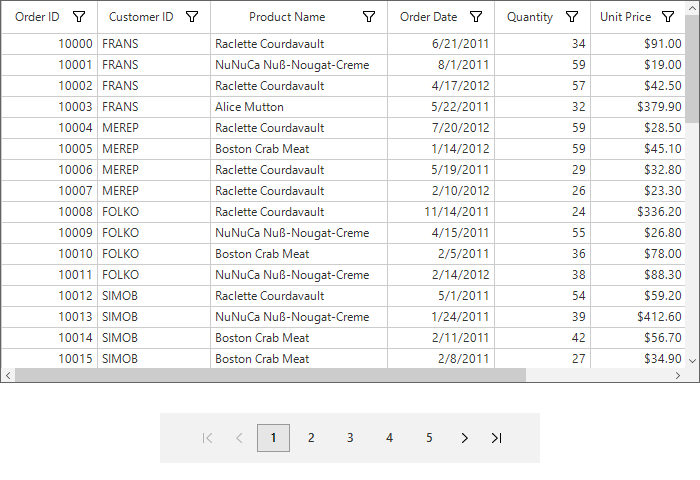 Order ID Customer ID Product Name Order Date Quantity Unit Price
10000 FRANS Raclette Courdavault 6/21/2011 34 $91.00
10001 FRANS NuNuCa Nuß-Nougat-Creme 8/1/2011 59 $19.00
10002 FRANS Raclette Courdavault 4/17/2012 57 $42.50
10003 FRANS Alice Mutton 5/22/2011 32 $379.90
10004 MEREP Raclette Courdavault 7/20/2012 59 $28.50
10005 MEREP Boston Crab Meat 1/14/2012 59 $45.10
10006 MEREP Raclette Courdavault 5/19/2011 29 $32.80
10007 MEREP Raclette Courdavault 2/10/2012 26 $23.30
10008 FOLKO Raclette Courdavault 11/14/2011 24 $336.20
10009 FOLKO NuNuCa Nuß-Nougat-Creme 4/15/2011 55 $26.80
10010 FOLKO Boston Crab Meat 2/5/2011 36 $78.00
10011 FOLKO NuNuCa Nuß-Nougat-Creme 2/14/2012 38 $88.30
10012 SIMOB Raclette Courdavault 5/1/2011 54 $59.20
10013 SIMOB NuNuCa Nuß-Nougat-Creme 1/24/2011 39 $412.60
10014 SIMOB Boston Crab Meat 2/11/2011 42 $56.70
10015 SIMOB Boston Crab Meat 2/8/2011 27 $34.90
1 2 3 4 5